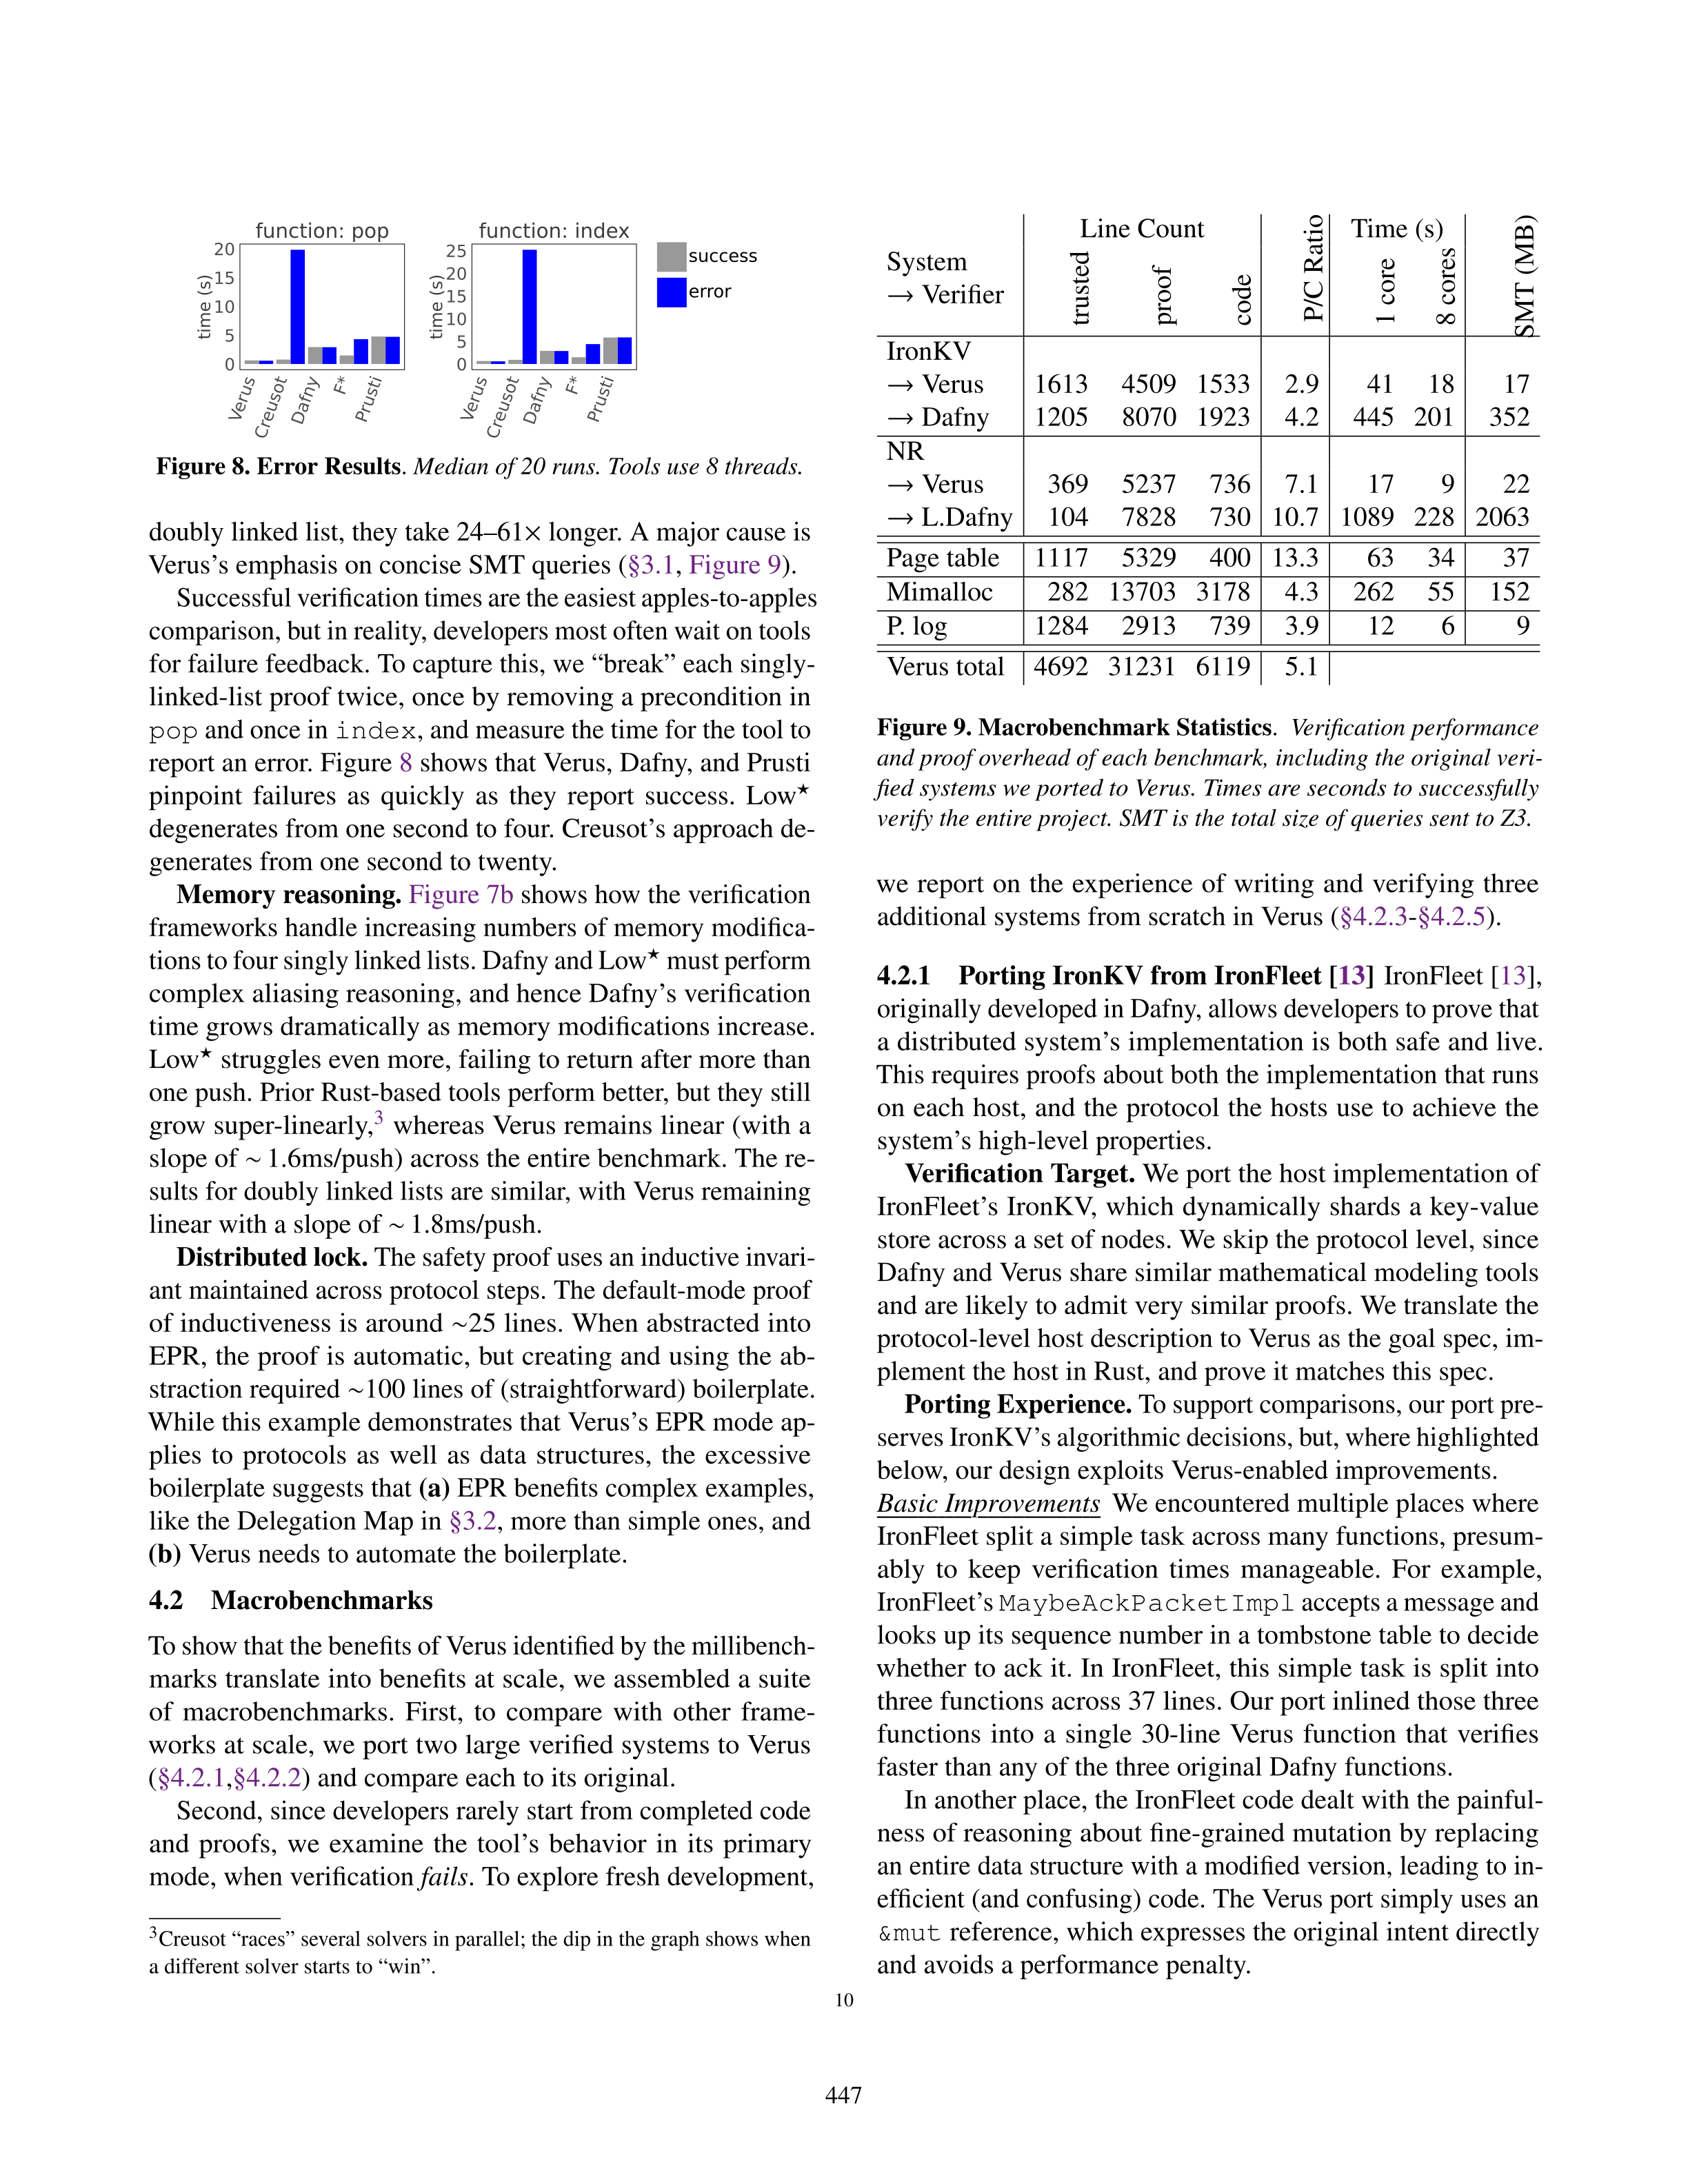 function: pop
20
15
10
5
0
time (s)
Verus
Creusot
Dafny
F*
Prusti
function: index
25
20
15
10
5
0
time (s)
Verus
Creusot
Dafny
F*
Prusti
success
error
Figure 8. Error Results. Median of 20 runs. Tools use 8 threads.
doubly linked list, they take 24–61× longer. A major cause is
Verus's emphasis on concise SMT queries (§3.1, Figure 9).
Successful verification times are the easiest apples-to-apples
comparison, but in reality, developers most often wait on tools
for failure feedback. To capture this, we “break” each singly-
linked-list proof twice, once by removing a precondition in
pop and once in index, and measure the time for the tool to
report an error. Figure 8 shows that Verus, Dafny, and Prusti
pinpoint failures as quickly as they report success. Low★
degenerates from one second to four. Creusot's approach de-
generates from one second to twenty.
Memory reasoning. Figure 7b shows how the verification
frameworks handle increasing numbers of memory modifica-
tions to four singly linked lists. Dafny and Low★ must perform
complex aliasing reasoning, and hence Dafny's verification
time grows dramatically as memory modifications increase.
Low★ struggles even more, failing to return after more than
one push. Prior Rust-based tools perform better, but they still
grow super-linearly,3 whereas Verus remains linear (with a
slope of ∼ 1.6ms/push) across the entire benchmark. The re-
sults for doubly linked lists are similar, with Verus remaining
linear with a slope of ∼ 1.8ms/push.
Distributed lock. The safety proof uses an inductive invari-
ant maintained across protocol steps. The default-mode proof
of inductiveness is around ∼25 lines. When abstracted into
EPR, the proof is automatic, but creating and using the ab-
straction required ∼100 lines of (straightforward) boilerplate.
While this example demonstrates that Verus's EPR mode ap-
plies to protocols as well as data structures, the excessive
boilerplate suggests that (a) EPR benefits complex examples,
like the Delegation Map in §3.2, more than simple ones, and
(b) Verus needs to automate the boilerplate.
4.2 Macrobenchmarks
To show that the benefits of Verus identified by the millibench-
marks translate into benefits at scale, we assembled a suite
of macrobenchmarks. First, to compare with other frame-
works at scale, we port two large verified systems to Verus
(§4.2.1,§4.2.2) and compare each to its original.
Second, since developers rarely start from completed code
and proofs, we examine the tool's behavior in its primary
mode, when verification fails. To explore fresh development,
3Creusot “races” several solvers in parallel; the dip in the graph shows when
a different solver starts to “win”.
System
→ Verifier
Line Count
trusted
proof
code
P/C Ratio
Time (s)
1 core
8 cores
SMT (MB)
IronKV
→ Verus 1613 4509 1533 2.9 41 18 17
→ Dafny 1205 8070 1923 4.2 445 201 352
NR
→ Verus 369 5237 736 7.1 17 9 22
→ L.Dafny 104 7828 730 10.7 1089 228 2063
Page table 1117 5329 400 13.3 63 34 37
Mimalloc 282 13703 3178 4.3 262 55 152
P. log 1284 2913 739 3.9 12 6 9
Verus total 4692 31231 6119 5.1
Figure 9. Macrobenchmark Statistics. Verification performance
and proof overhead of each benchmark, including the original veri-
fied systems we ported to Verus. Times are seconds to successfully
verify the entire project. SMT is the total size of queries sent to Z3.
we report on the experience of writing and verifying three
additional systems from scratch in Verus (§4.2.3-§4.2.5).
4.2.1 Porting IronKV from IronFleet [13] IronFleet [13],
originally developed in Dafny, allows developers to prove that
a distributed system's implementation is both safe and live.
This requires proofs about both the implementation that runs
on each host, and the protocol the hosts use to achieve the
system's high-level properties.
Verification Target. We port the host implementation of
IronFleet's IronKV, which dynamically shards a key-value
store across a set of nodes. We skip the protocol level, since
Dafny and Verus share similar mathematical modeling tools
and are likely to admit very similar proofs. We translate the
protocol-level host description to Verus as the goal spec, im-
plement the host in Rust, and prove it matches this spec.
Porting Experience. To support comparisons, our port pre-
serves IronKV's algorithmic decisions, but, where highlighted
below, our design exploits Verus-enabled improvements.
Basic Improvements We encountered multiple places where
IronFleet split a simple task across many functions, presum-
ably to keep verification times manageable. For example,
IronFleet's MaybeAckPacketImpl accepts a message and
looks up its sequence number in a tombstone table to decide
whether to ack it. In IronFleet, this simple task is split into
three functions across 37 lines. Our port inlined those three
functions into a single 30-line Verus function that verifies
faster than any of the three original Dafny functions.
In another place, the IronFleet code dealt with the painful-
ness of reasoning about fine-grained mutation by replacing
an entire data structure with a modified version, leading to in-
efficient (and confusing) code. The Verus port simply uses an
&mut reference, which expresses the original intent directly
and avoids a performance penalty.
10
447